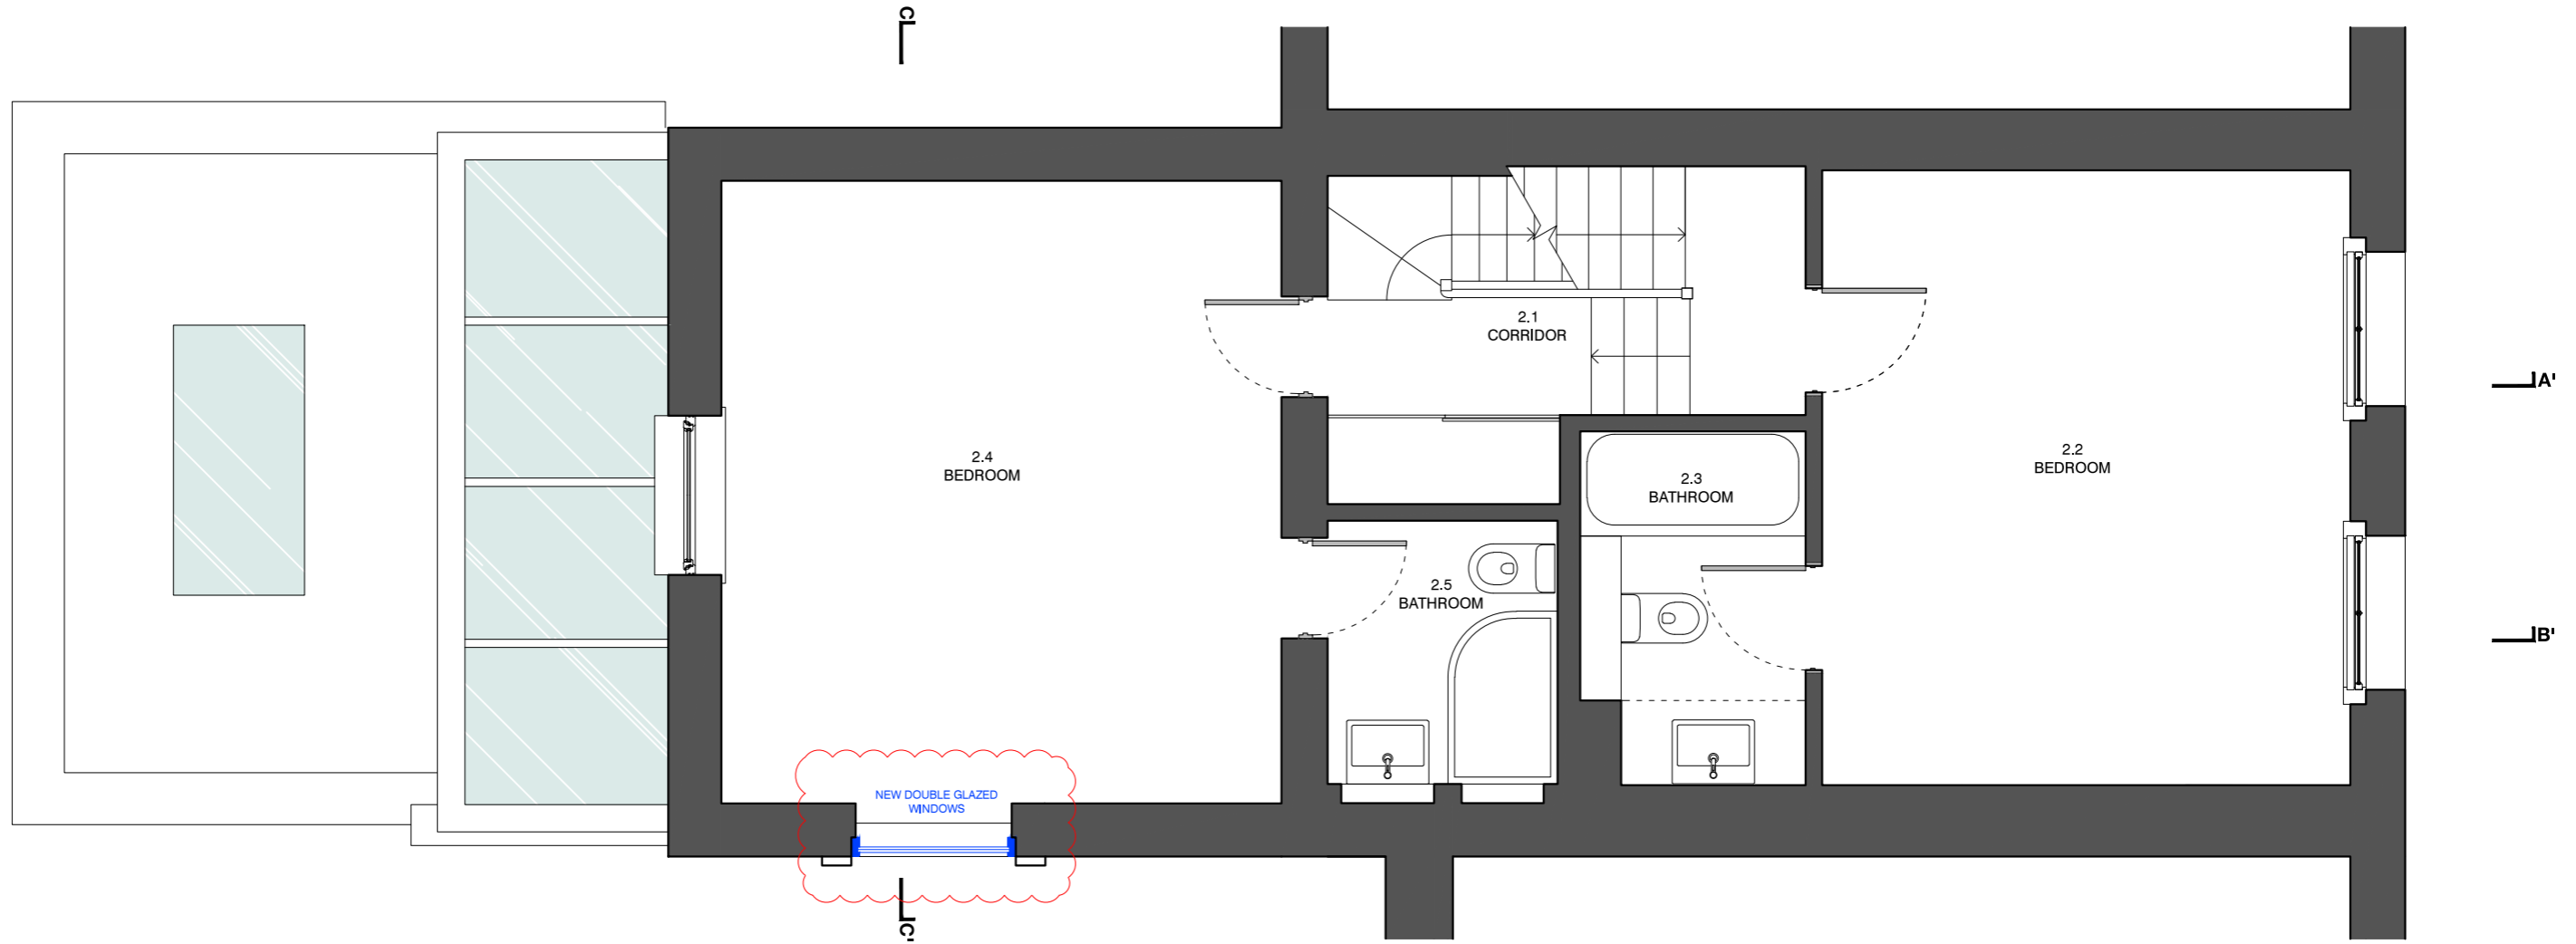 C
2.1
CORRIDOR
A'
2.4
BEDROOM
2.2
BEDROOM
2.3
BATHROOM
2.5
BATHROOM
B'
NEW DOUBLE GLAZED
WINDOWS
C'